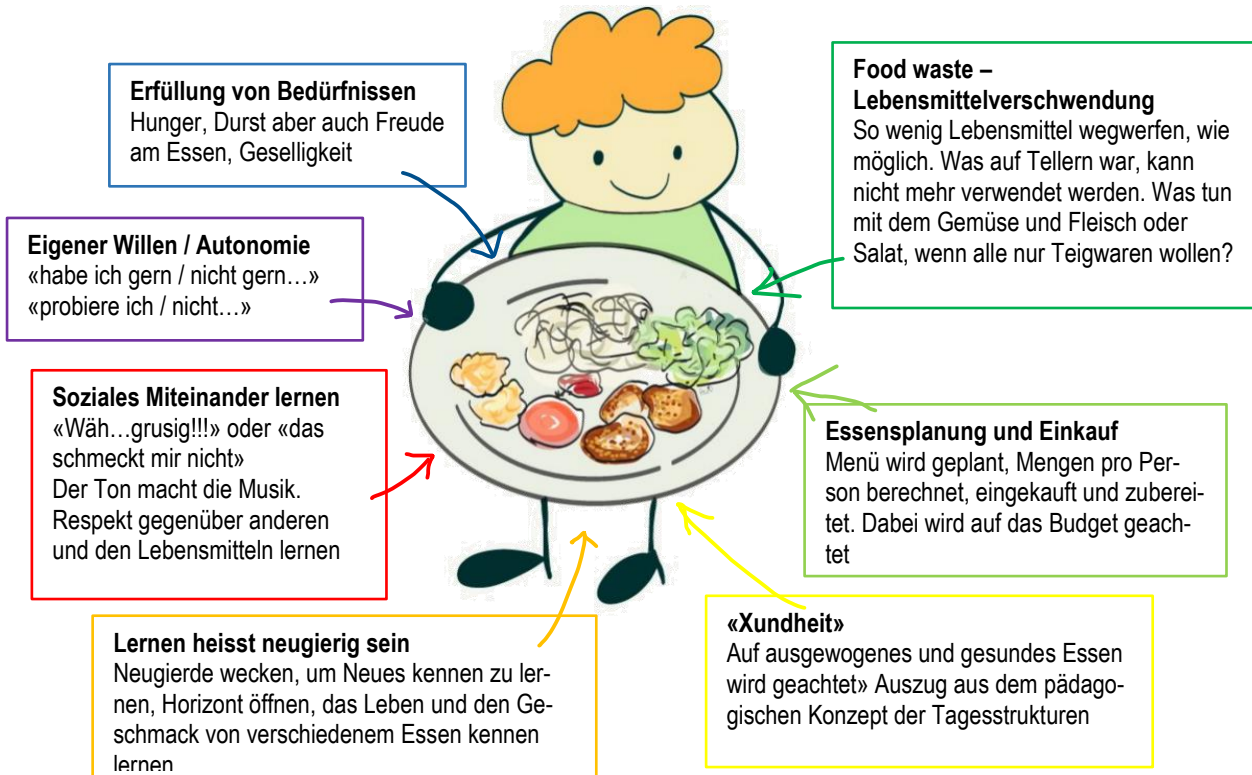 Erfüllung von Bedürfnissen
Hunger, Durst aber auch Freude
am Essen, Geselligkeit
Food waste –
Lebensmittelverschwendung
So wenig Lebensmittel wegwerfen, wie
möglich. Was auf Tellern war, kann
nicht mehr verwendet werden. Was tun
mit dem Gemüse und Fleisch oder
Salat, wenn alle nur Teigwaren wollen?
Eigener Willen / Autonomie
«habe ich gern / nicht gern…»
«probiere ich / nicht…»
Soziales Miteinander lernen
«Wäh…grusig!!!» oder «das
schmeckt mir nicht»
Der Ton macht die Musik.
Respekt gegenüber anderen
und den Lebensmitteln lernen
Essensplanung und Einkauf
Menü wird geplant, Mengen pro Per-
son berechnet, eingekauft und zuberei-
tet. Dabei wird auf das Budget geach-
tet
Lernen heisst neugierig sein
Neugierde wecken, um Neues kennen zu ler-
nen, Horizont öffnen, das Leben und den Ge-
schmack von verschiedenem Essen kennen
lernen
«Xundheit»
Auf ausgewogenes und gesundes Essen
wird geachtet» Auszug aus dem pädago-
gischen Konzept der Tagesstrukturen